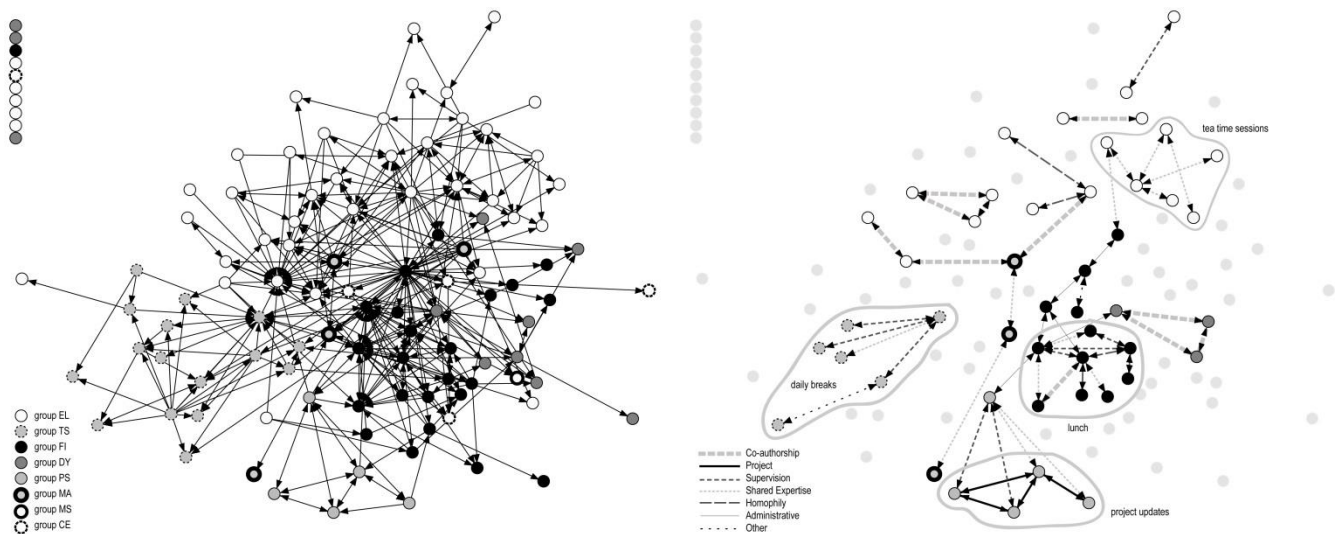 group EL
group TS
group FI
group DY
group PS
group MA
group MS
group CE
tea time sessions
daily breaks
lunch
project updates
Co-authorship
Project
Supervision
Shared Expertise
Homophily
Administrative
Other